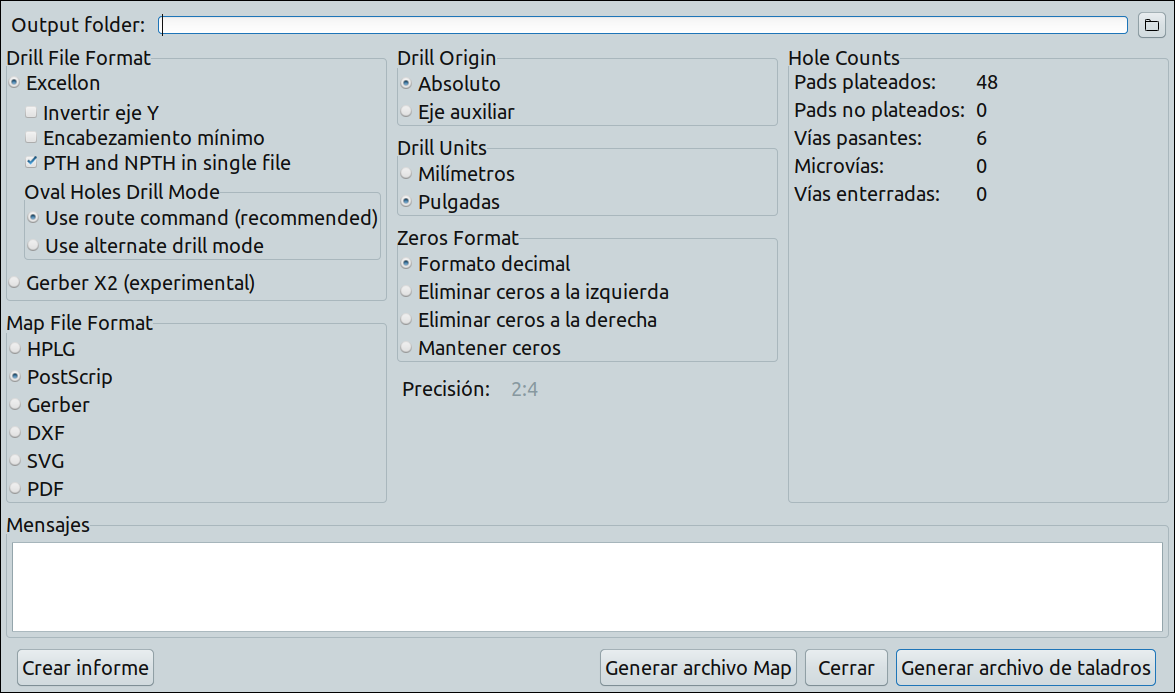 Output folder:
Drill File Format
Excellon
Invertir eje Y
Encabezamiento mínimo
PTH and NPTH in single file
Oval Holes Drill Mode
Use route command (recommended)
Use alternate drill mode
Gerber X2 (experimental)
Map File Format
HPLG
PostScrip
Gerber
DXF
SVG
PDF
Drill Origin
Absoluto
Eje auxiliar
Drill Units
Milímetros
Pulgadas
Zeros Format
Formato decimal
Eliminar ceros a la izquierda
Eliminar ceros a la derecha
Mantener ceros
Precisión: 2:4
Hole Counts
Pads plateados: 48
Pads no plateados: 0
Vías pasantes: 6
Microvías: 0
Vías enterradas: 0
Mensajes
Crear informe
Generar archivo Map
Cerrar
Generar archivo de taladros